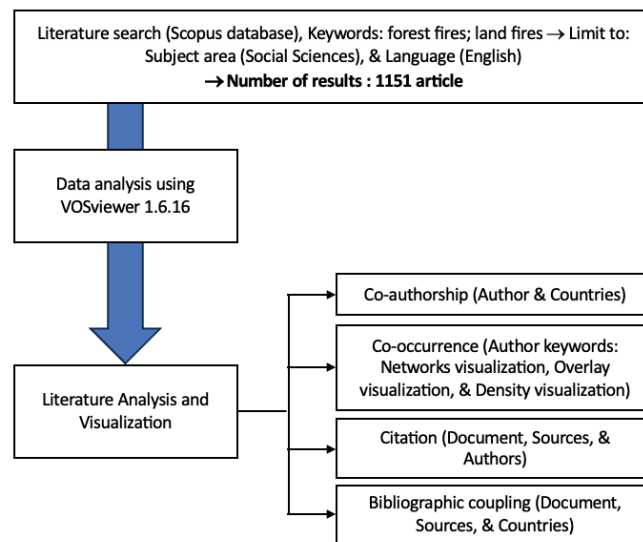 Literature search (Scopus database), Keywords: forest fires; land fires → Limit to:
Subject area (Social Sciences), & Language (English)
→ Number of results : 1151 article
Data analysis using
VOSviewer 1.6.16
Literature Analysis and
Visualization
Co-authorship (Author & Countries)
Co-occurrence (Author keywords:
Networks visualization, Overlay
visualization, & Density visualization)
Citation (Document, Sources, &
Authors)
Bibliographic coupling (Document,
Sources, & Countries)